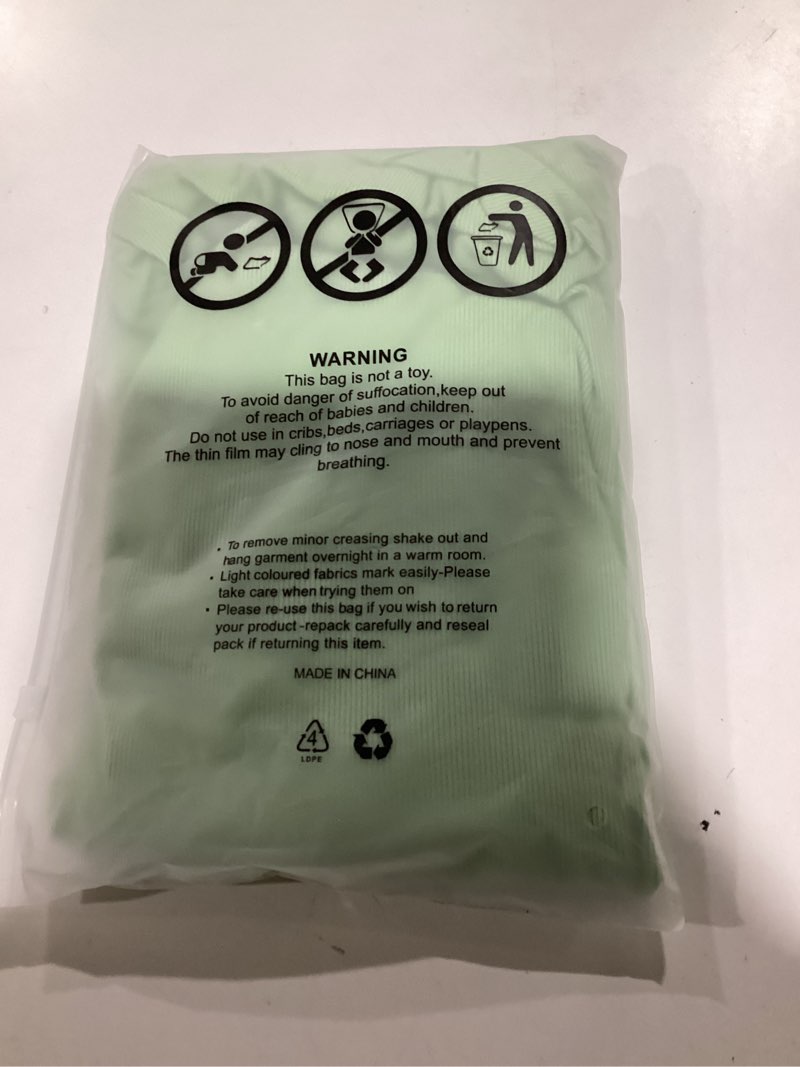 WARNING
This bag is not a toy.
To avoid danger of suffocation,keep out
of reach of babies and children.
Do not use in cribs,beds,carriages or playpens.
The thin film may cling to nose and mouth and prevent
breathing.
• To remove minor creasing shake out and
hang garment overnight in a warm room.
• Light coloured fabrics mark easily-Please
take care when trying them on
• Please re-use this bag if you wish to return
your product-repack carefully and reseal
pack if returning this item.
MADE IN CHINA
4
LDPE